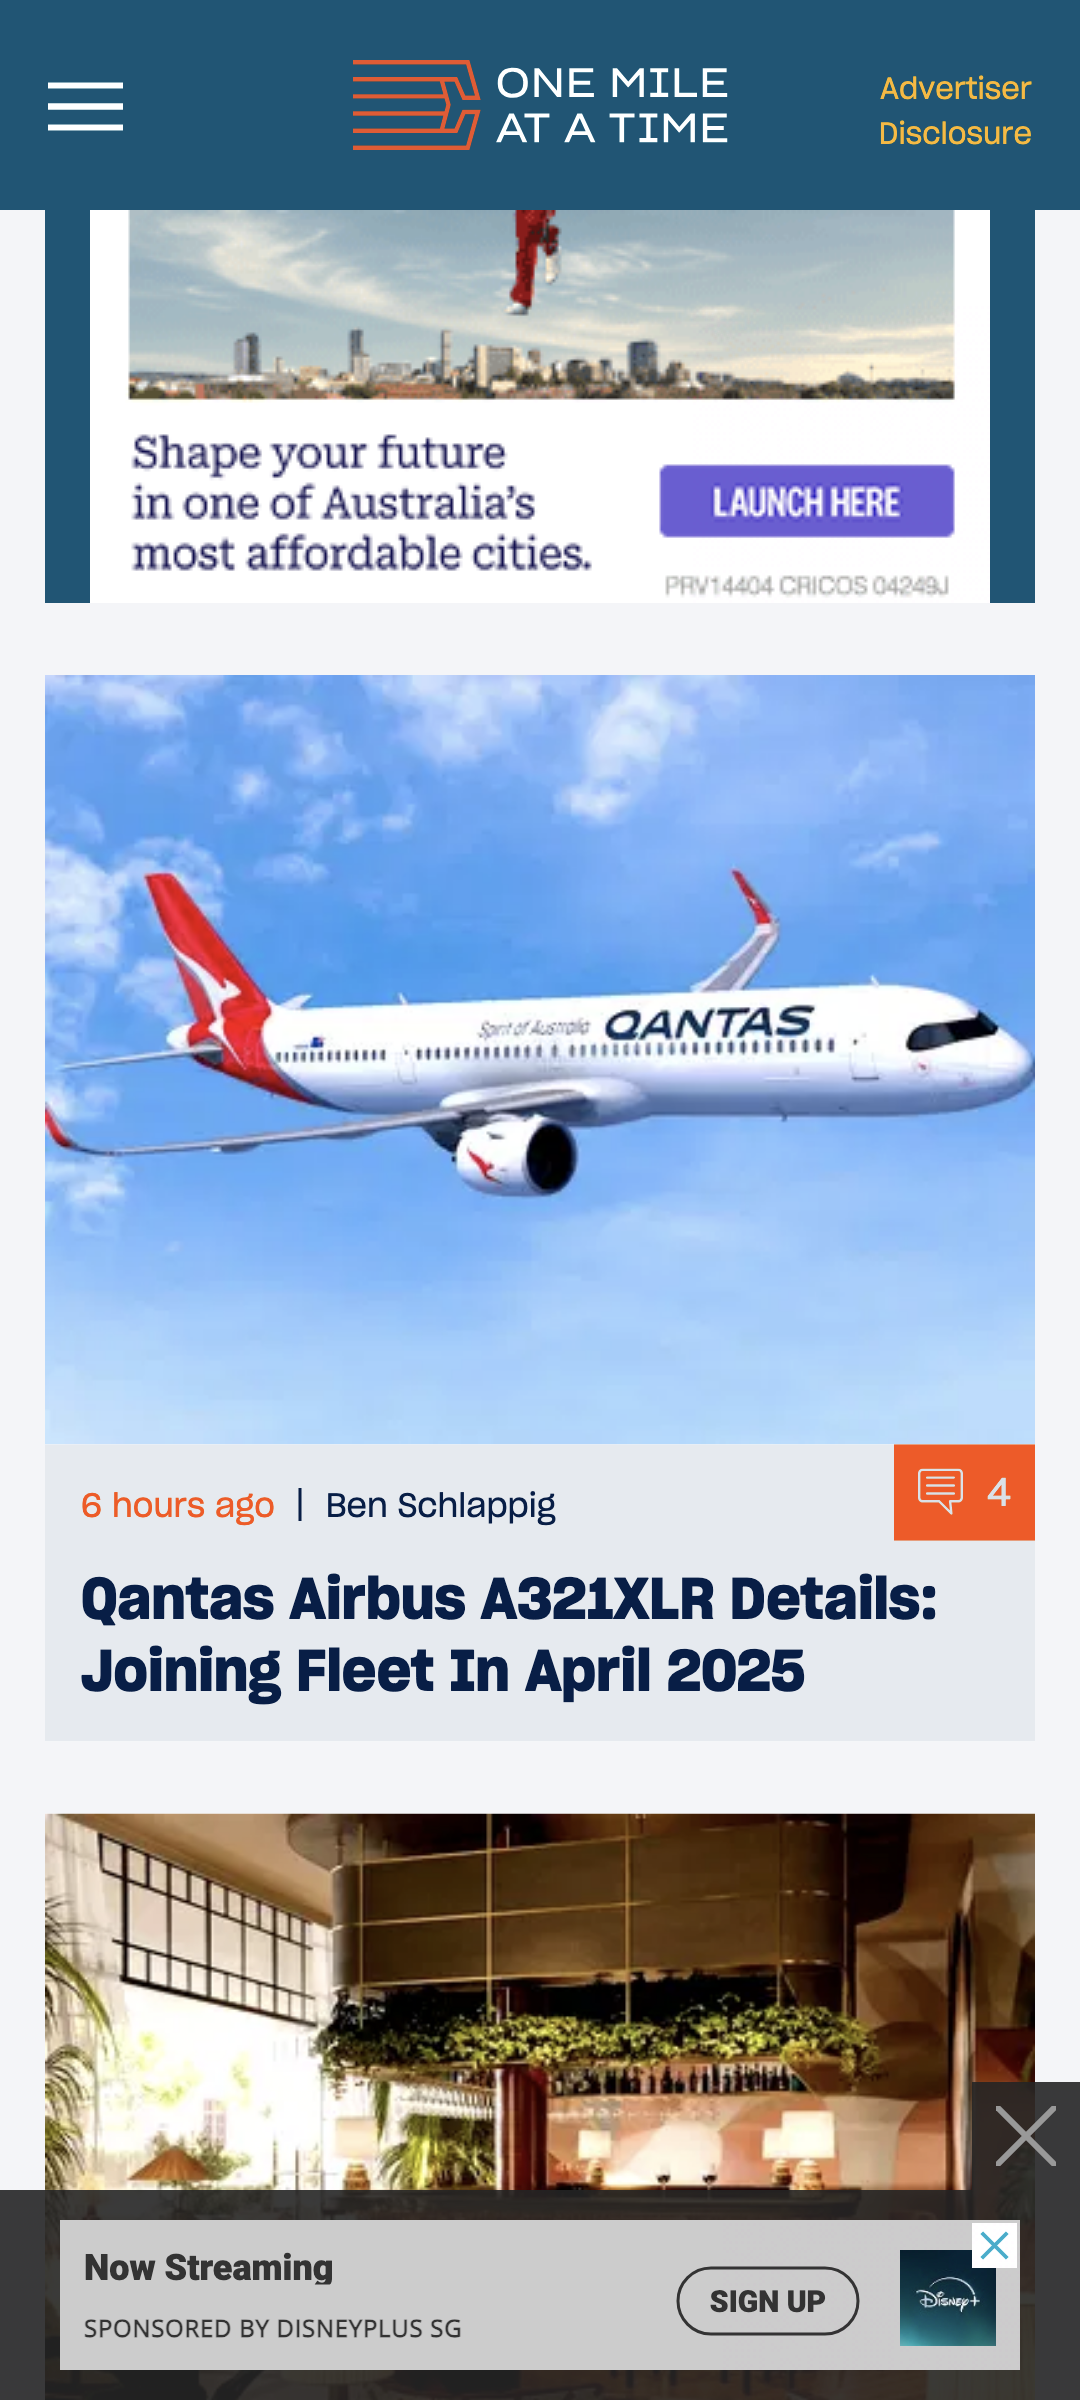 ONE MILE
AT A TIME
Advertiser
Disclosure
Shape your future
in one of Australia's
most affordable cities.
LAUNCH HERE
PRV14404 CRICOS 04249J
Spirit of Australia
QANTAS
6 hours ago | Ben Schlappig
4
Qantas Airbus A321XLR Details:
Joining Fleet In April 2025
Now Streaming
SPONSORED BY DISNEYPLUS SG
SIGN UP
Disney+